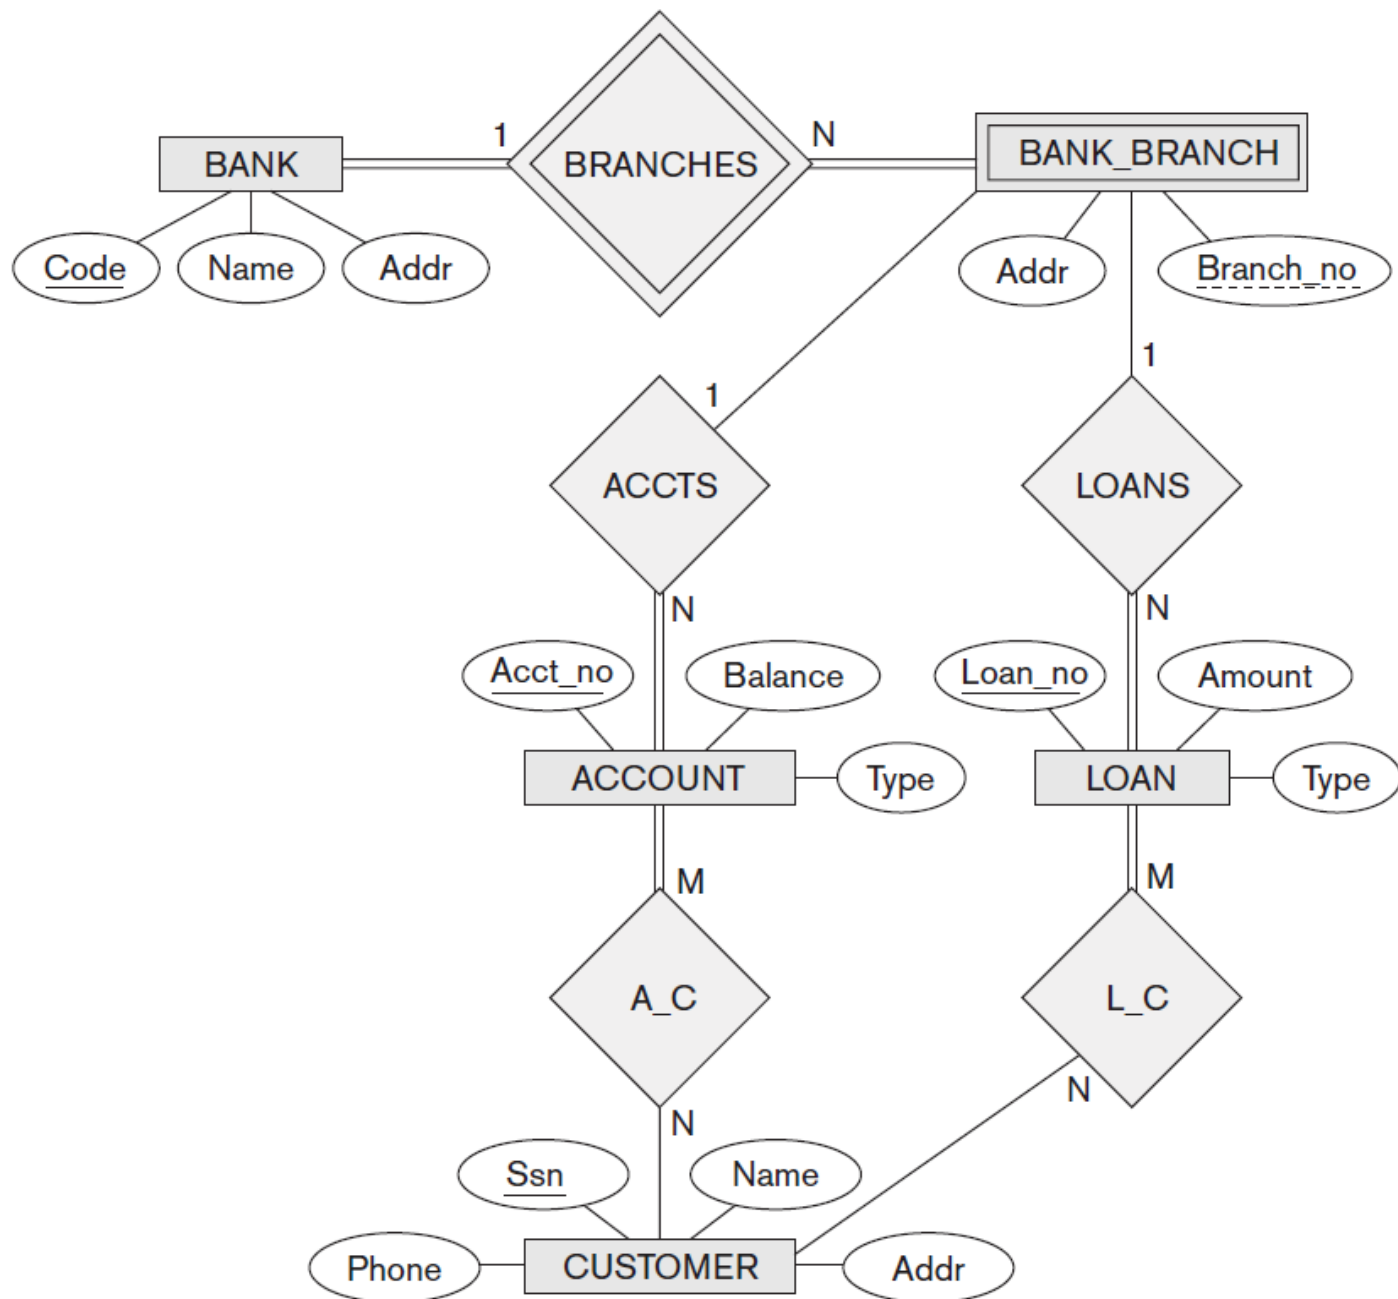 1
N
BANK
BRANCHES
BANK_BRANCH
Code
Name
Addr
Addr
Branch_no
1
1
ACCTS
LOANS
N
N
Acct_no
Balance
Loan_no
Amount
ACCOUNT
Type
LOAN
Type
M
M
A_C
L_C
N
N
Ssn
Name
Phone
CUSTOMER
Addr